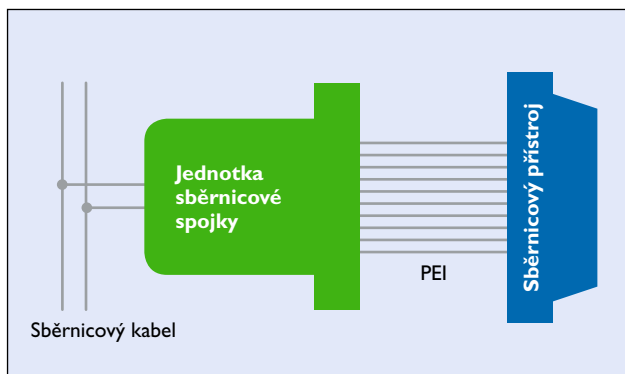 Jednotka
sběrnicové
spojky
Sběrnicový přístroj
PEI
Sběrnicový kabel